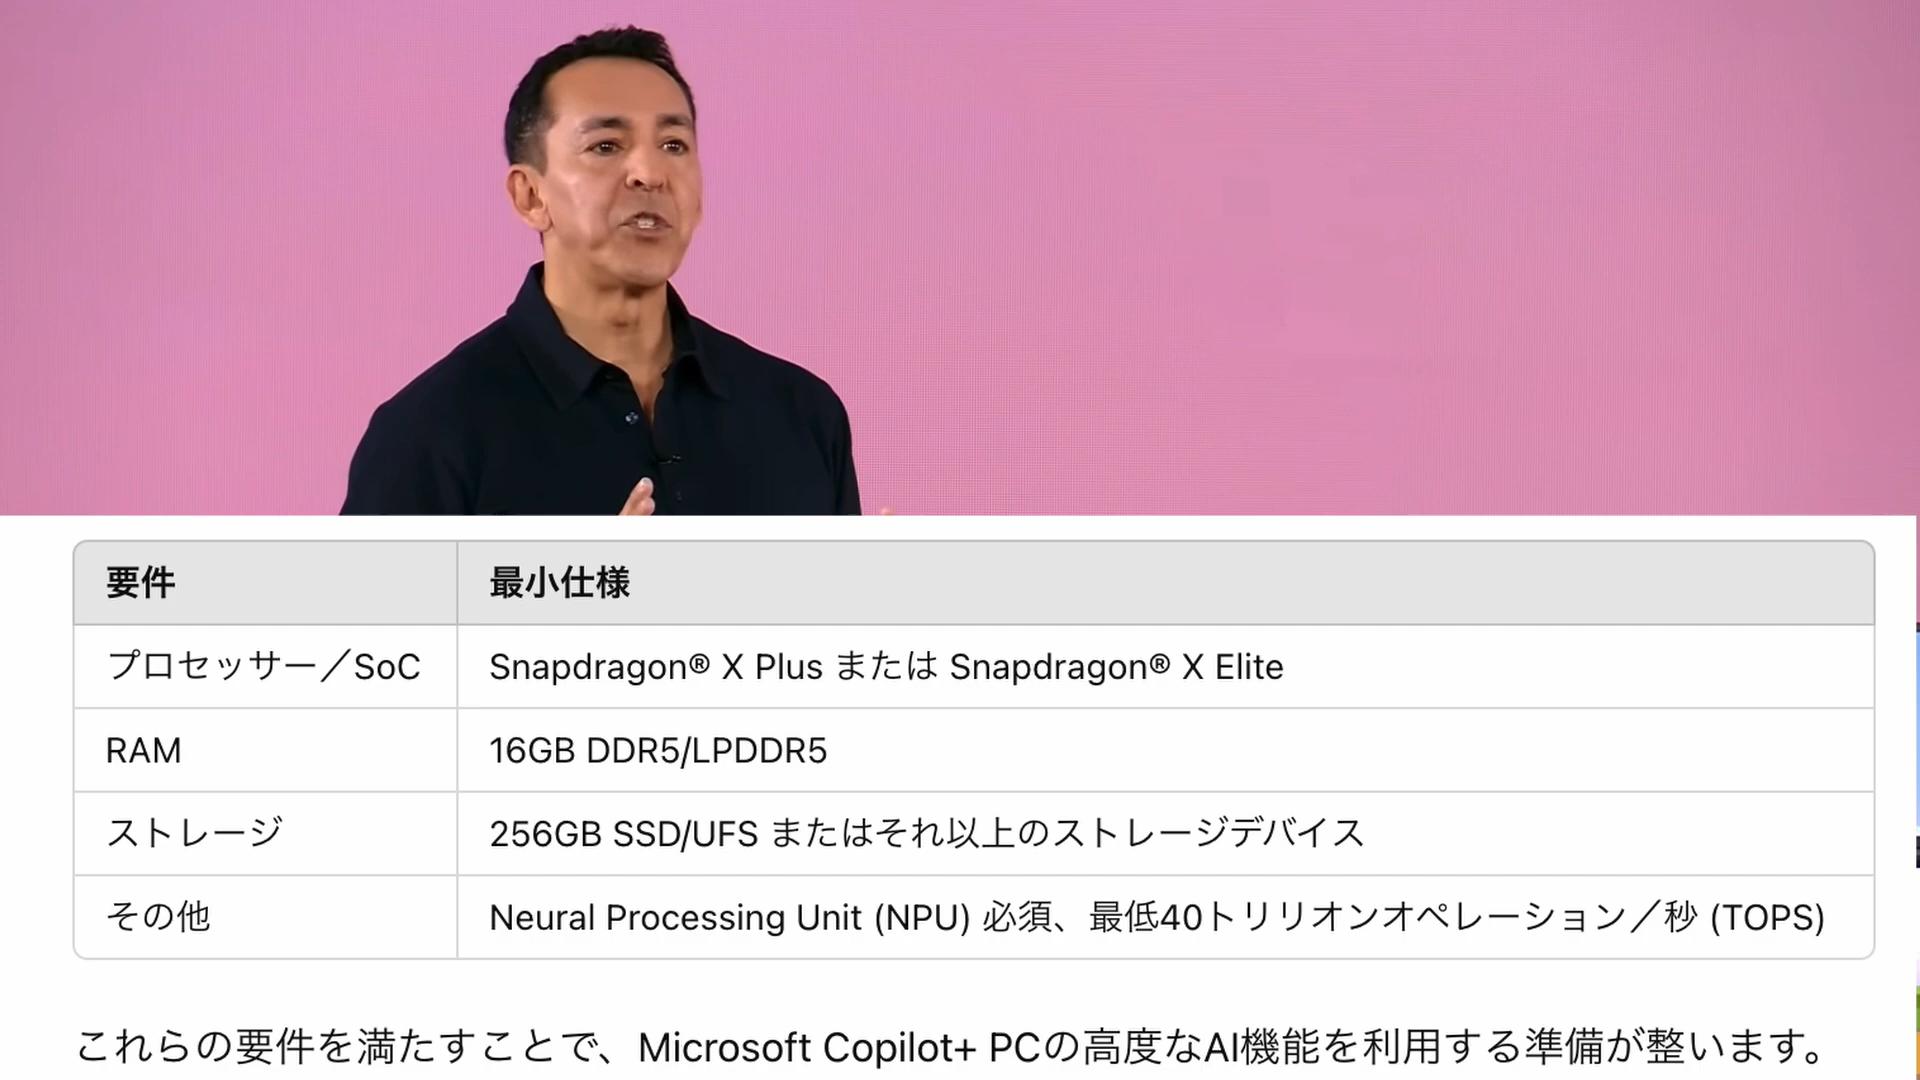 要件 最小仕様
プロセッサー／SoC Snapdragon® X Plus または Snapdragon® X Elite
RAM 16GB DDR5/LPDDR5
ストレージ 256GB SSD/UFS またはそれ以上のストレージデバイス
その他 Neural Processing Unit (NPU) 必須、最低40トリリオンオペレーション／秒 (TOPS)
これらの要件を満たすことで、Microsoft Copilot+ PCの高度なAI機能を利用する準備が整います。